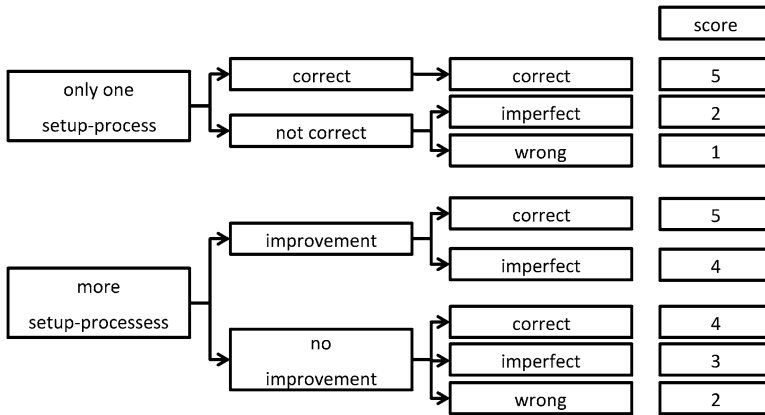 score
correct
correct
5
only one
setup-process
imperfect
2
not correct
wrong
1
correct
5
improvement
imperfect
4
more
setup-processess
correct
4
no
improvement
imperfect
3
wrong
2